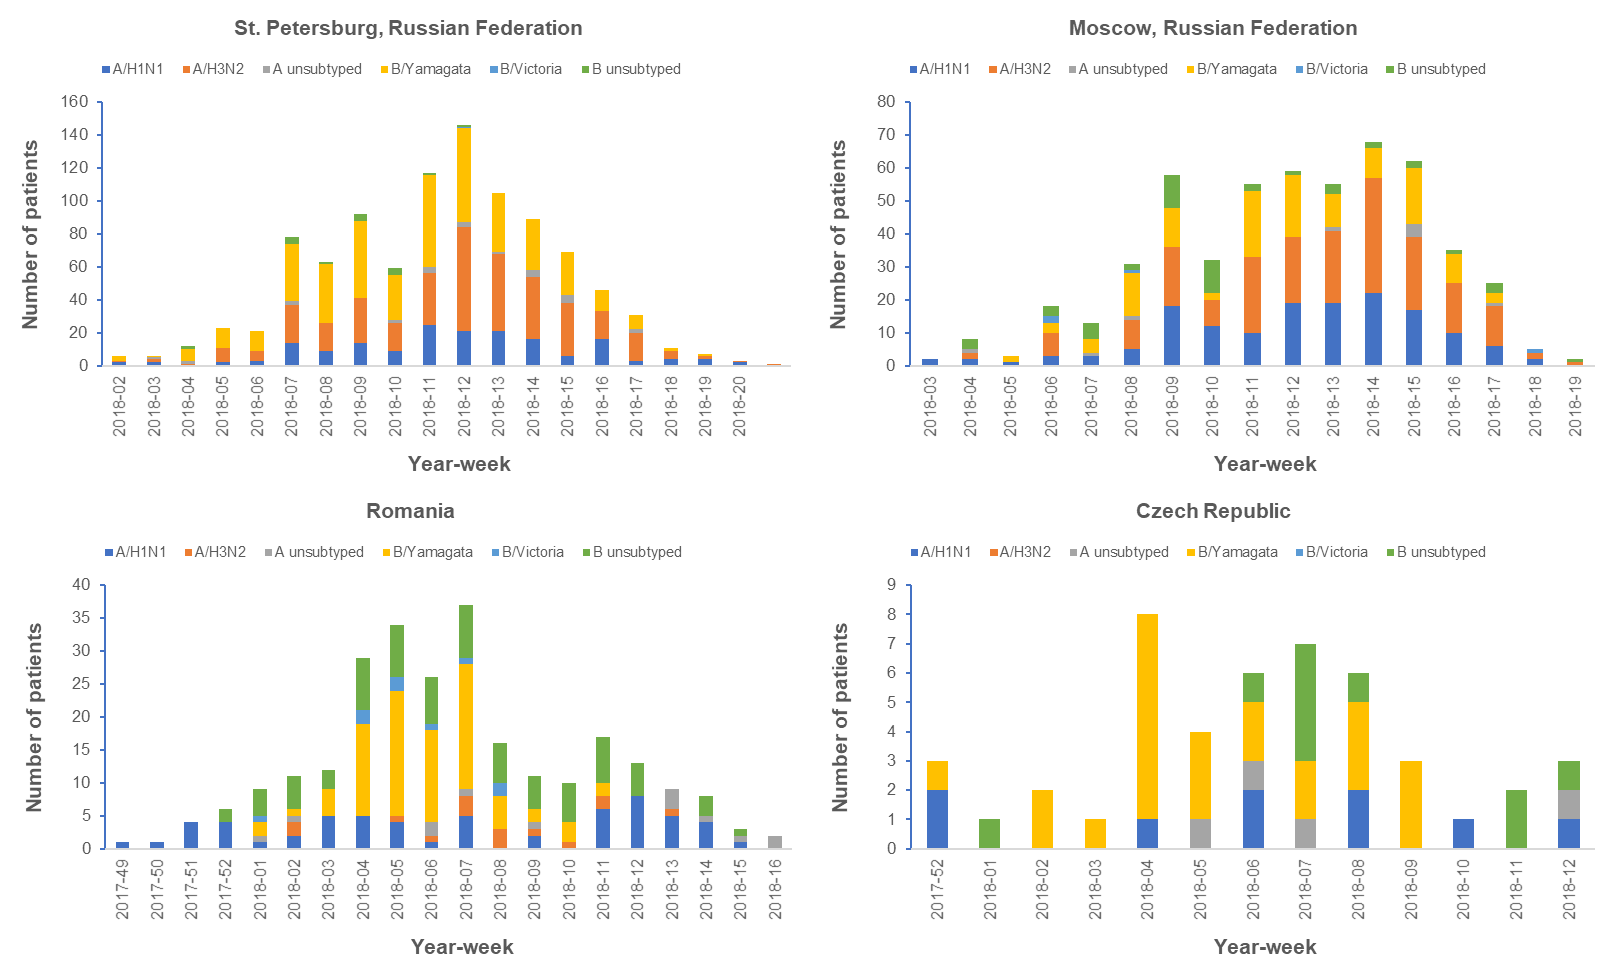 St. Petersburg, Russian Federation
A/H1N1 A/H3N2 A unsubtyped B/Yamagata B/Victoria B unsubtyped
Number of patients
160
140
120
100
80
60
40
20
0
2018-02 2018-03 2018-04 2018-05 2018-06 2018-07 2018-08 2018-09 2018-10 2018-11 2018-12 2018-13 2018-14 2018-15 2018-16 2018-17 2018-18 2018-19 2018-20
Year-week
Moscow, Russian Federation
A/H1N1 A/H3N2 A unsubtyped B/Yamagata B/Victoria B unsubtyped
Number of patients
80
70
60
50
40
30
20
10
0
2018-03 2018-04 2018-05 2018-06 2018-07 2018-08 2018-09 2018-10 2018-11 2018-12 2018-13 2018-14 2018-15 2018-16 2018-17 2018-18 2018-19
Year-week
Romania
A/H1N1 A/H3N2 A unsubtyped B/Yamagata B/Victoria B unsubtyped
Number of patients
40
35
30
25
20
15
10
5
0
2017-49 2017-50 2017-51 2017-52 2018-01 2018-02 2018-03 2018-04 2018-05 2018-06 2018-07 2018-08 2018-09 2018-10 2018-11 2018-12 2018-13 2018-14 2018-15 2018-16
Year-week
Czech Republic
A/H1N1 A/H3N2 A unsubtyped B/Yamagata B/Victoria B unsubtyped
Number of patients
9
8
7
6
5
4
3
2
1
0
2017-52 2018-01 2018-02 2018-03 2018-04 2018-05 2018-06 2018-07 2018-08 2018-09 2018-10 2018-11 2018-12
Year-week